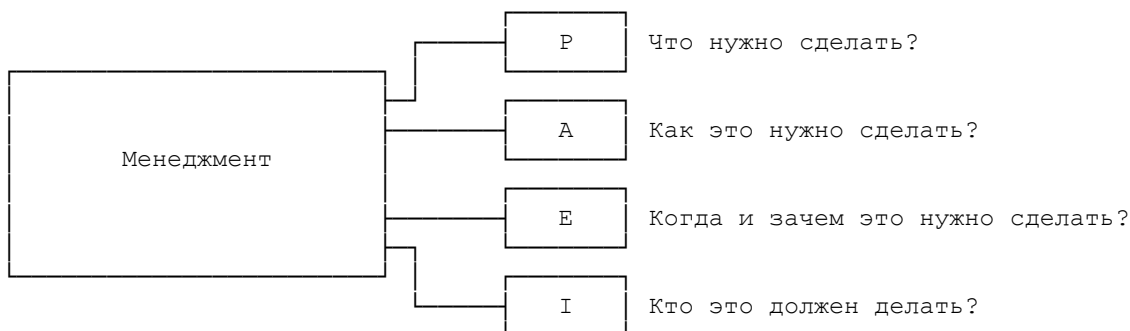 P Что нужно сделать?
А Как это нужно сделать?
Менеджмент
Е Когда и зачем это нужно сделать?
I Кто это должен делать?